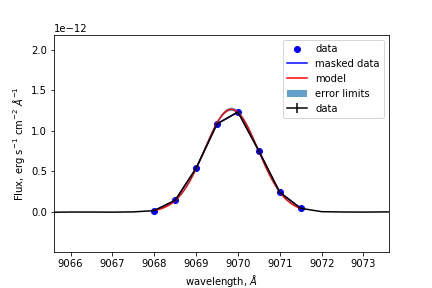 1e−12
2.0
1.5
1.0
0.5
0.0
Flux, erg s⁻¹ cm⁻² Å⁻¹
data
masked data
model
error limits
data
9066 9067 9068 9069 9070 9071 9072 9073
wavelength, Å